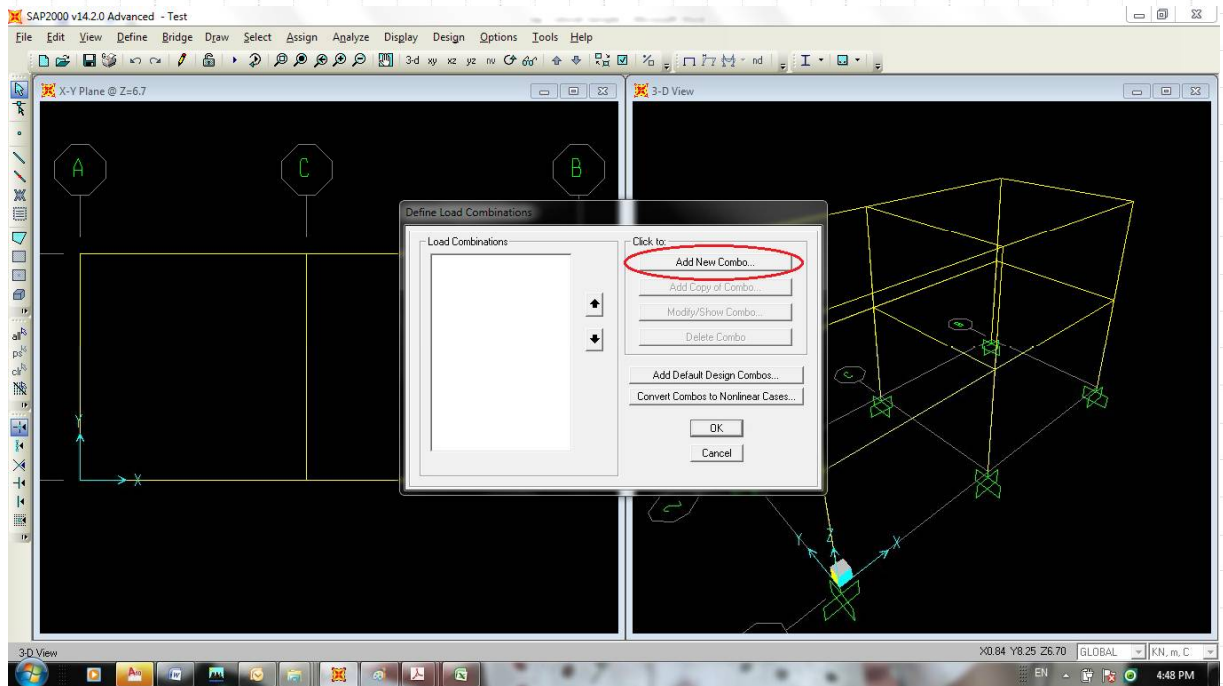 SAP2000 v14.2.0 Advanced - Test
File Edit View Define Bridge Draw Select Assign Analyze Display Design Options Tools Help
3-d xy xz yz nv
nd
X-Y Plane @ Z=6.7
3-D View
A
C
B
Define Load Combinations
Load Combinations
Click to:
Add New Combo...
Add Copy of Combo...
Modify/Show Combo...
Delete Combo
Add Default Design Combos...
Convert Combos to Nonlinear Cases...
OK
Cancel
Y
X
B
C
all
ps
clr
Y
Z
X
3-D View
X0.84 Y8.25 Z6.70
GLOBAL
KN, m, C
EN
4:48 PM